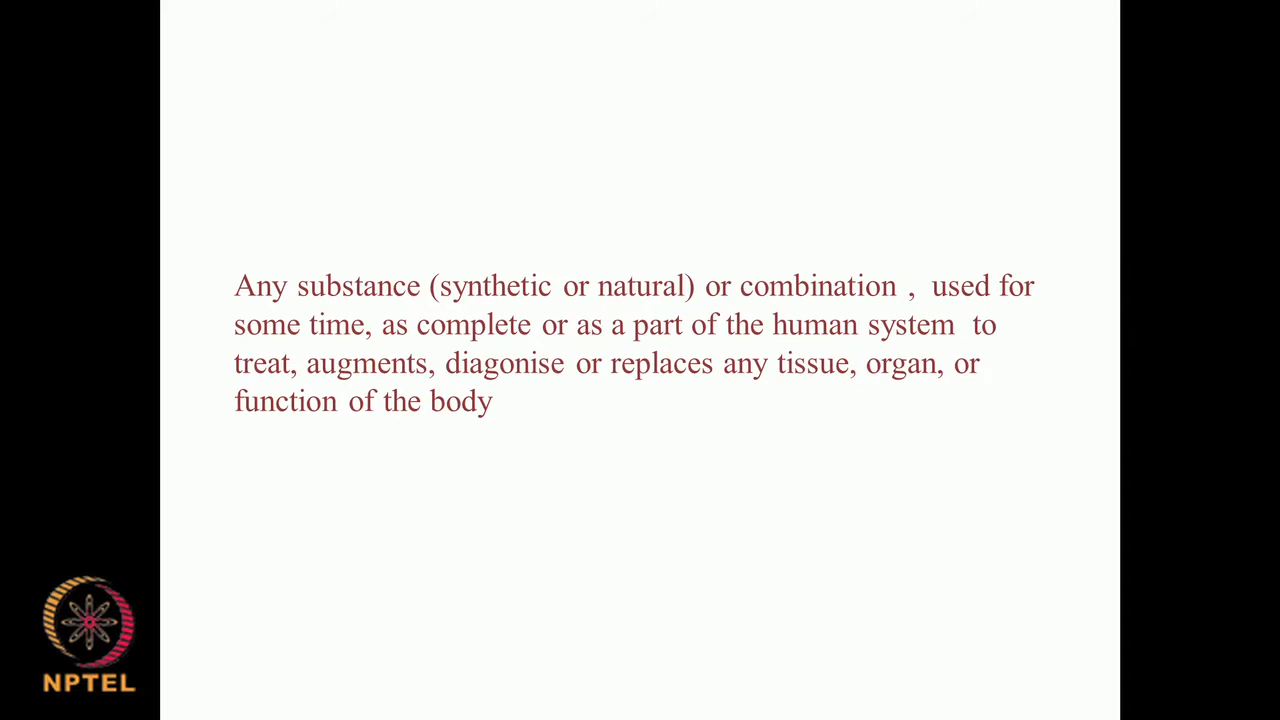 Any substance (synthetic or natural) or combination , used for
some time, as complete or as a part of the human system to
treat, augments, diagonise or replaces any tissue, organ, or
function of the body
NPTEL